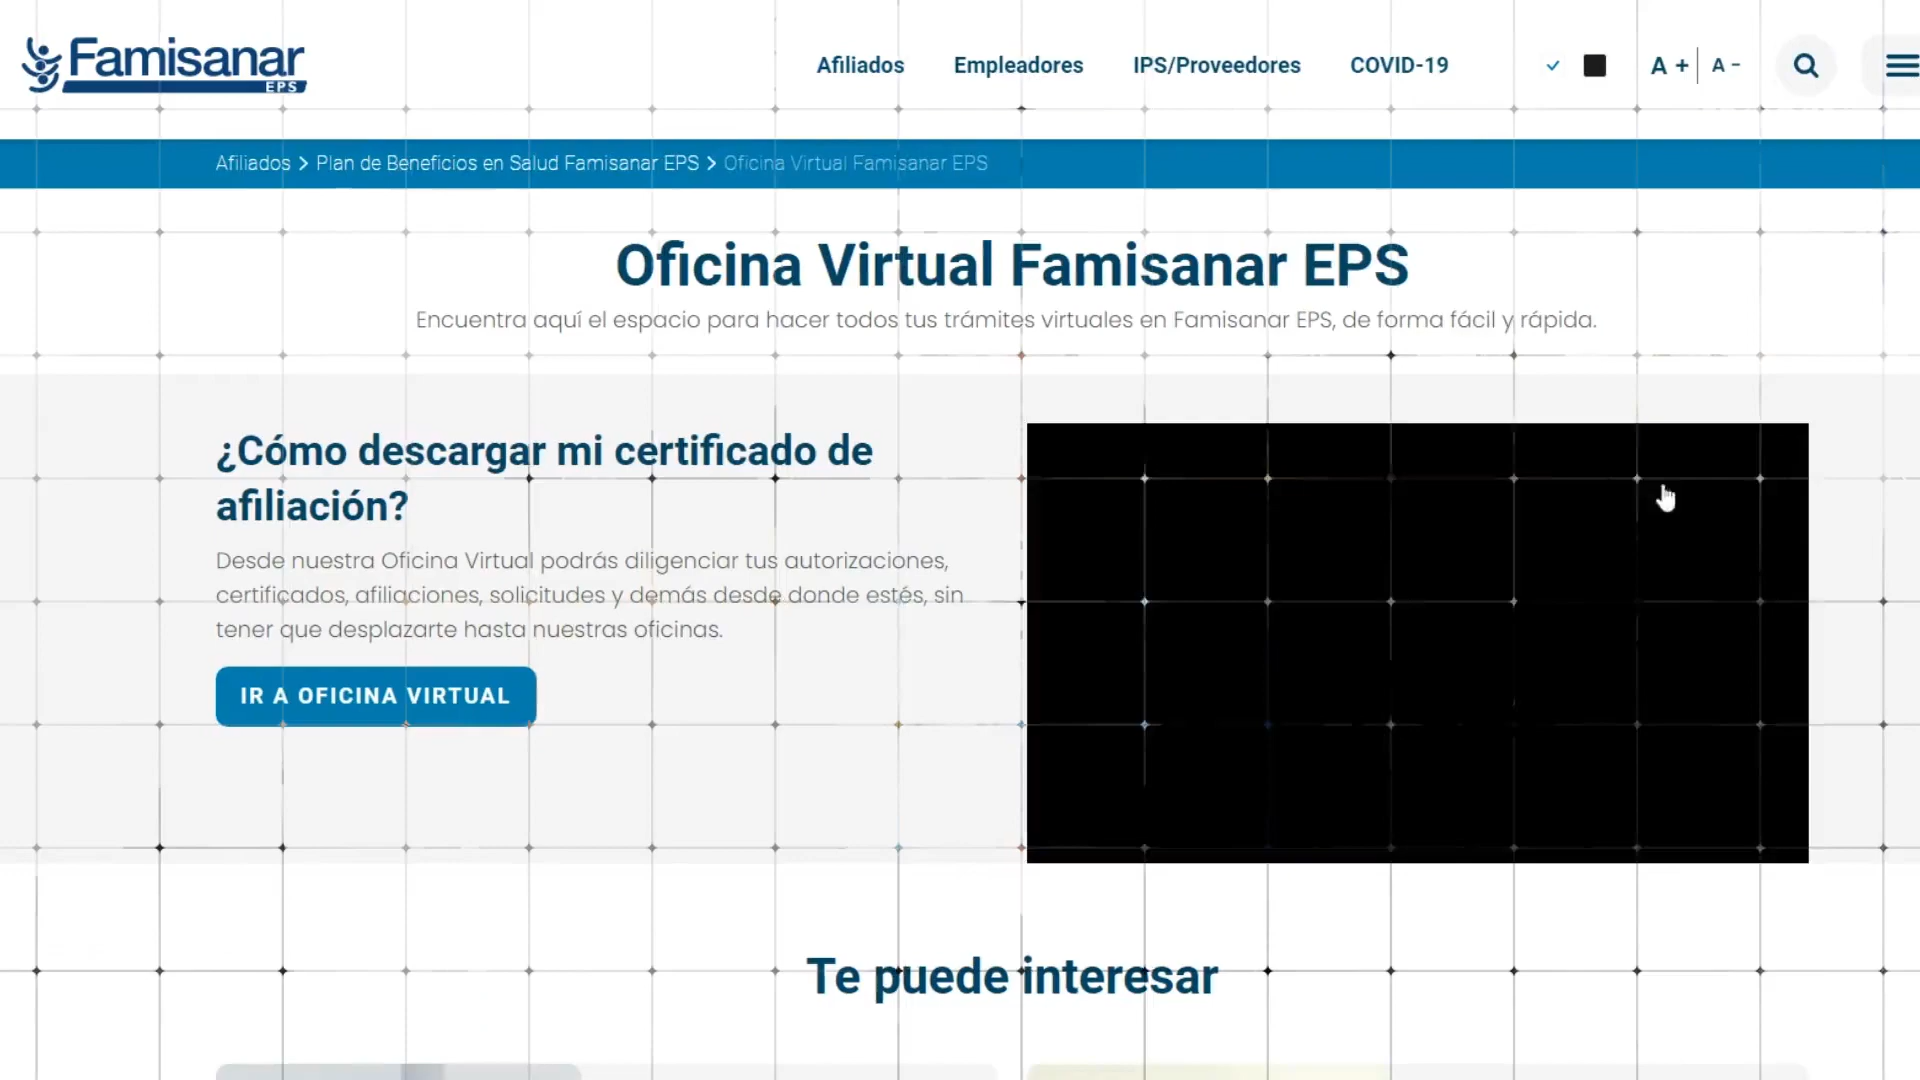 Famisanar
EPS
Afiliados Empleadores IPS/Proveedores COVID-19 A + A -
Afiliados > Plan de Beneficios en Salud Famisanar EPS > Oficina Virtual Famisanar EPS
Oficina Virtual Famisanar EPS
Encuentra aquí el espacio para hacer todos tus trámites virtuales en Famisanar EPS, de forma fácil y rápida.
¿Cómo descargar mi certificado de
afiliación?
Desde nuestra Oficina Virtual podrás diligenciar tus autorizaciones,
certificados, afiliaciones, solicitudes y demás desde donde estés, sin
tener que desplazarte hasta nuestras oficinas.
IR A OFICINA VIRTUAL
Te puede interesar